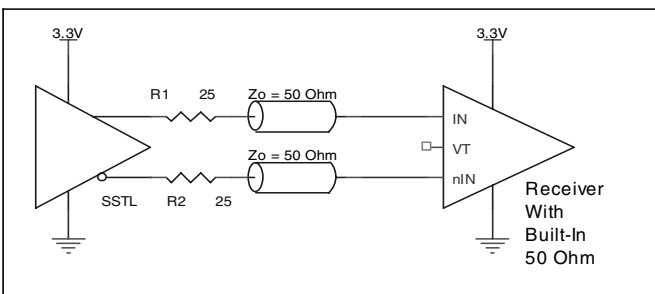 3.3V
3.3V
R1 25
Zo = 50 Ohm
IN
VT
Zo = 50 Ohm
nIN
SSTL
R2 25
Receiver
With
Built-In
50 Ohm